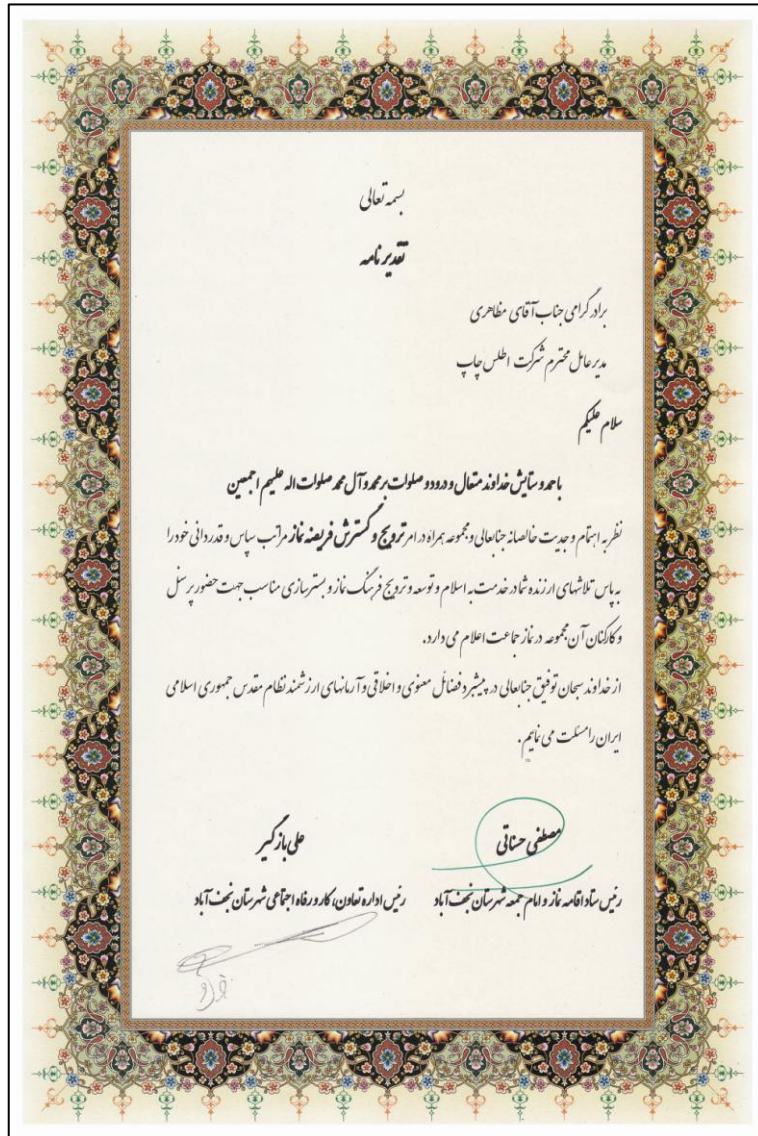 بسمه تعالی
تقدیر نامه
برادر گرامی جناب آقای مظاهری
مدیر عامل محترم شرکت اطلس چاپ
سلام علیکم
با حمد و ستایش خداوند متعال و درود و صلوات بر محمد و آل محمد صلوات اله علیهم اجمعین
نظر به اهتمام و جدیت خالصانه جنابعالی و مجموعه همراه در امر ترویج و گسترش فریضه نماز مراتب سپاس و قدردانی خود را
به پاس تلاشهای ارزنده شما در خدمت به اسلام و توسعه و ترویج فرهنگ نماز و بسترسازی مناسب جهت حضور پرسنل
و کارکنان آن مجموعه در نماز جماعت اعلام می دارد.
از خداوند سبحان توفیق جنابعالی در پیشبرد فضائل معنوی و اخلاقی و آرمانهای ارزشمند نظام مقدس جمهوری اسلامی
ایران را مسئلت می نمایم.
مصطفی حسناتی
علی بازگیر
رئیس ستاد اقامه نماز و امام جمعه شهرستان نجف آباد
رئیس اداره تعاون، کار و رفاه اجتماعی شهرستان نجف آباد